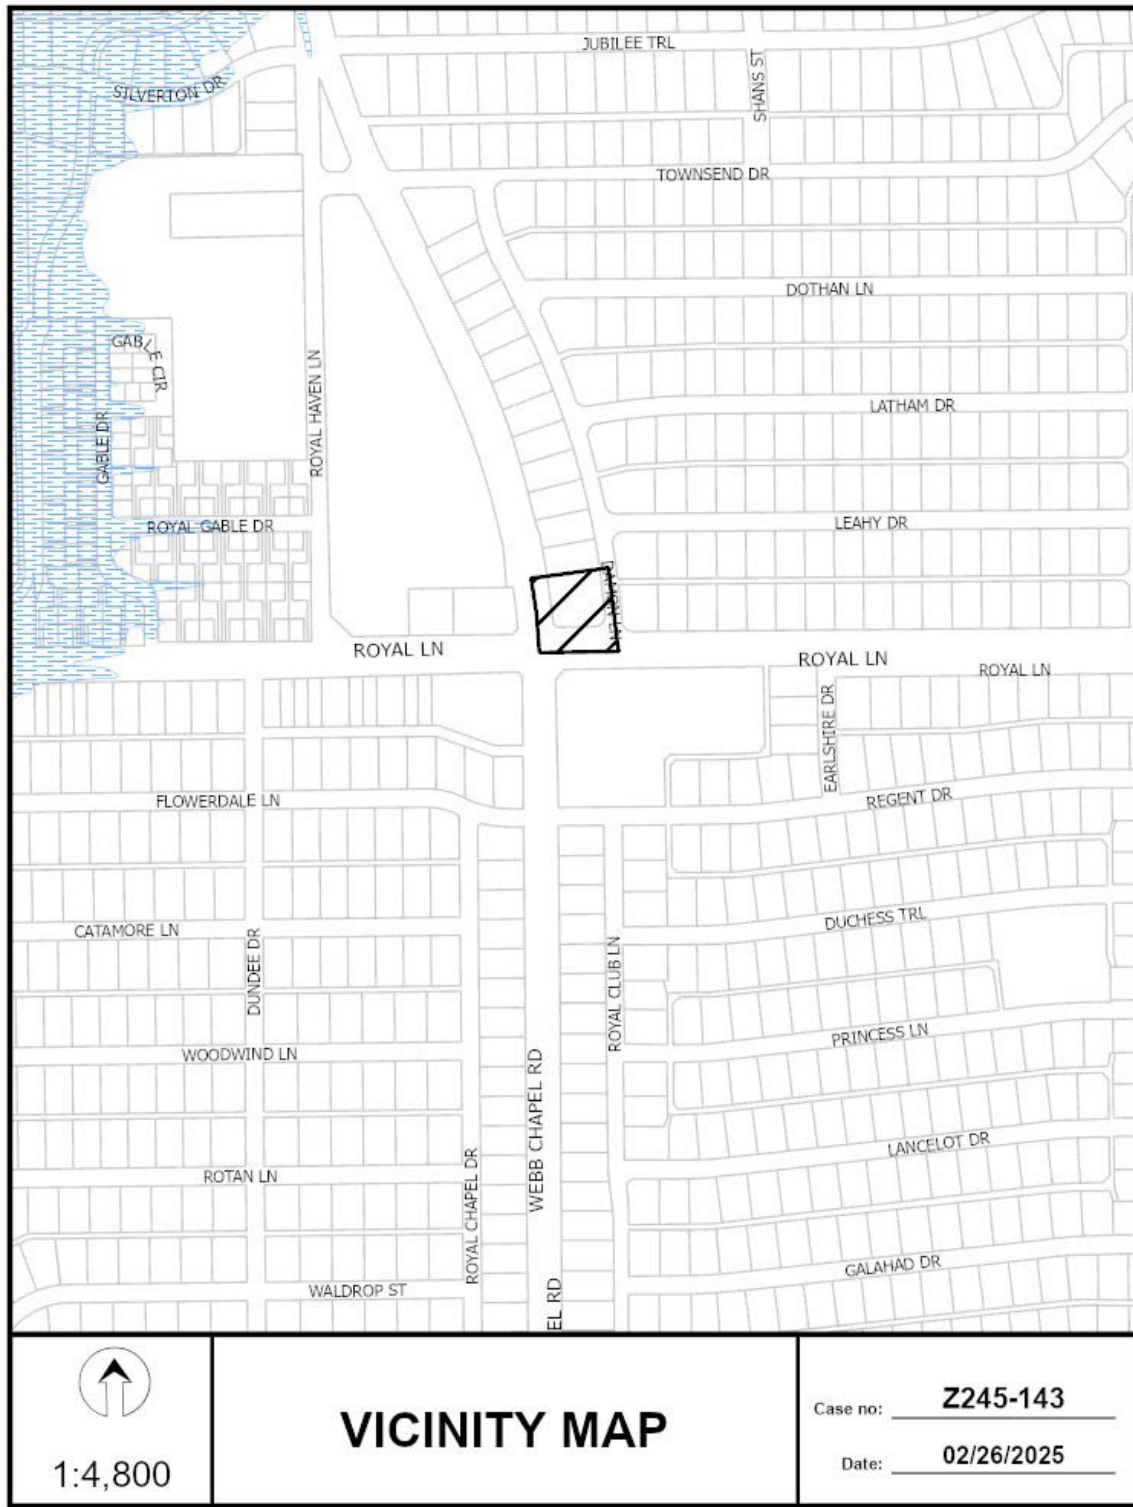 JUBILEE TRL
SHANS ST
SILVERTON DR
TOWNSEND DR
DOTHAN LN
GABLE CIR
ROYAL HAVEN LN
LATHAM DR
GABLE DR
LEAHY DR
ROYAL GABLE DR
ROYAL LN
ROYAL LN
ROYAL LN
EARLSHIRE DR
FLOWERDALE LN
REGENT DR
CATAMORE LN
DUNDEE DR
DUCHESS TRL
ROYAL CLUB LN
PRINCESS LN
WOODWIND LN
WEBB CHAPEL RD
LANCELOT DR
ROTAN LN
ROYAL CHAPEL DR
GALAHAD DR
WALDROP ST
EL RD
1:4,800
VICINITY MAP
Case no: Z245-143
Date: 02/26/2025